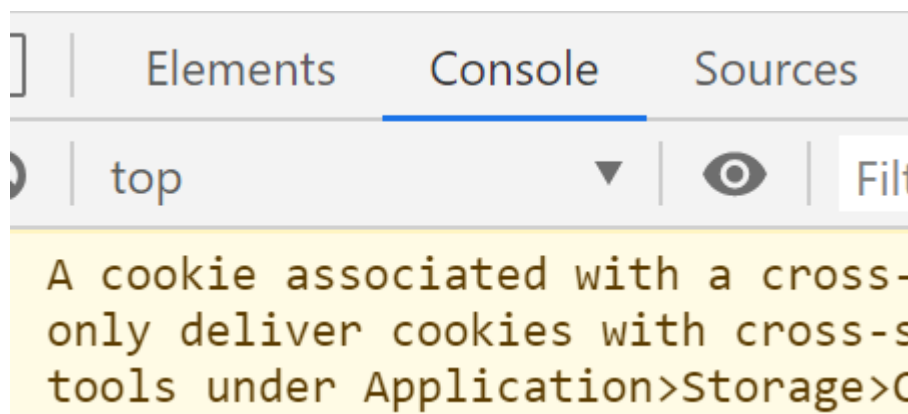 Elements Console Sources
top
A cookie associated with a cross-
only deliver cookies with cross-
tools under Application>Storage>